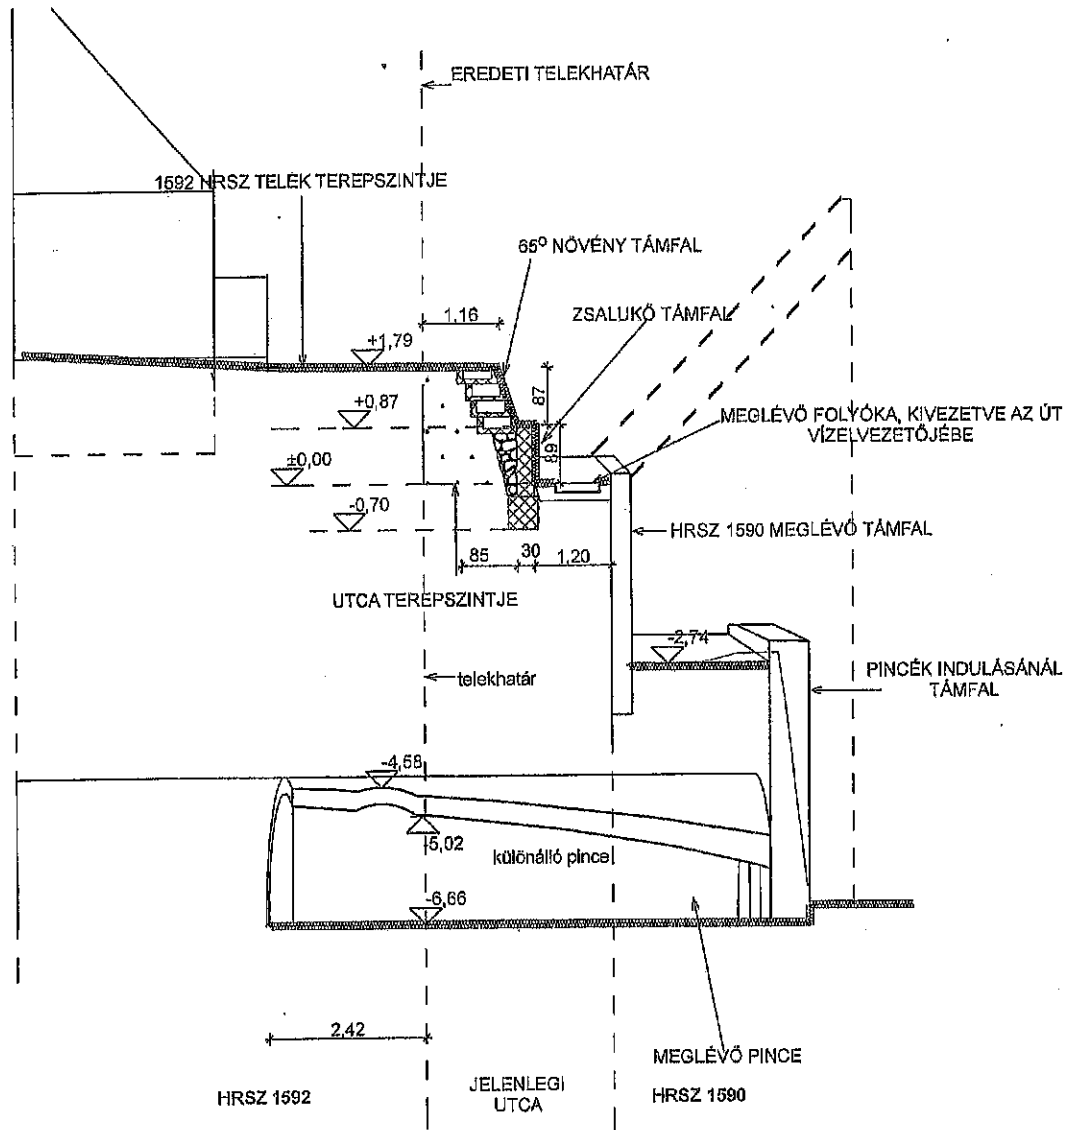 EREDETI TELEKHATÁR
1592 HRSZ TELEK TEREPSZINTJE
65° NÖVÉNY TÁMFAL
1,16
ZSALUKŐ TÁMFAL
+1,79
87
+0,87
MEGLÉVŐ FOLYÓKA, KIVEZETVE AZ ÚT
VÍZELVEZETŐJÉBE
89
±0,00
-0,70
HRSZ 1590 MEGLÉVŐ TÁMFAL
85
30
1,20
UTCA TEREPSZINTJE
-2,74
telekhatár
PINCÉK INDULÁSÁNÁL
TÁMFAL
-4,58
-5,02
különálló pince
-6,66
2,42
MEGLÉVŐ PINCE
HRSZ 1592
JELENLEGI
UTCA
HRSZ 1590